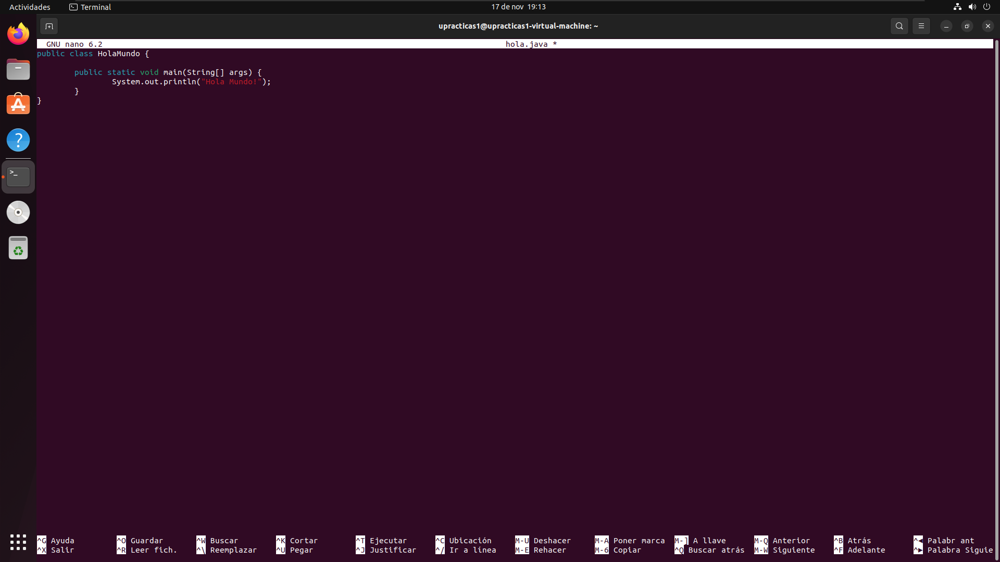 Actividades Terminal 17 de nov 19:13
upracticas1@upracticas1-virtual-machine: ~
GNU nano 6.2 hola.java *
public class HolaMundo {
public static void main(String[] args) {
System.out.println("Hola Mundo!");
}
}
^G Ayuda ^O Guardar ^W Buscar ^K Cortar ^T Ejecutar ^C Ubicación M-U Deshacer M-A Poner marca M-] A llave M-Q Anterior ^B Atrás ^◀ Palabr ant
^X Salir ^R Leer fich. ^\ Reemplazar ^U Pegar ^J Justificar ^/ Ir a línea M-E Rehacer M-6 Copiar ^Q Buscar atrás M-W Siguiente ^F Adelante ^▶ Palabra Siguie